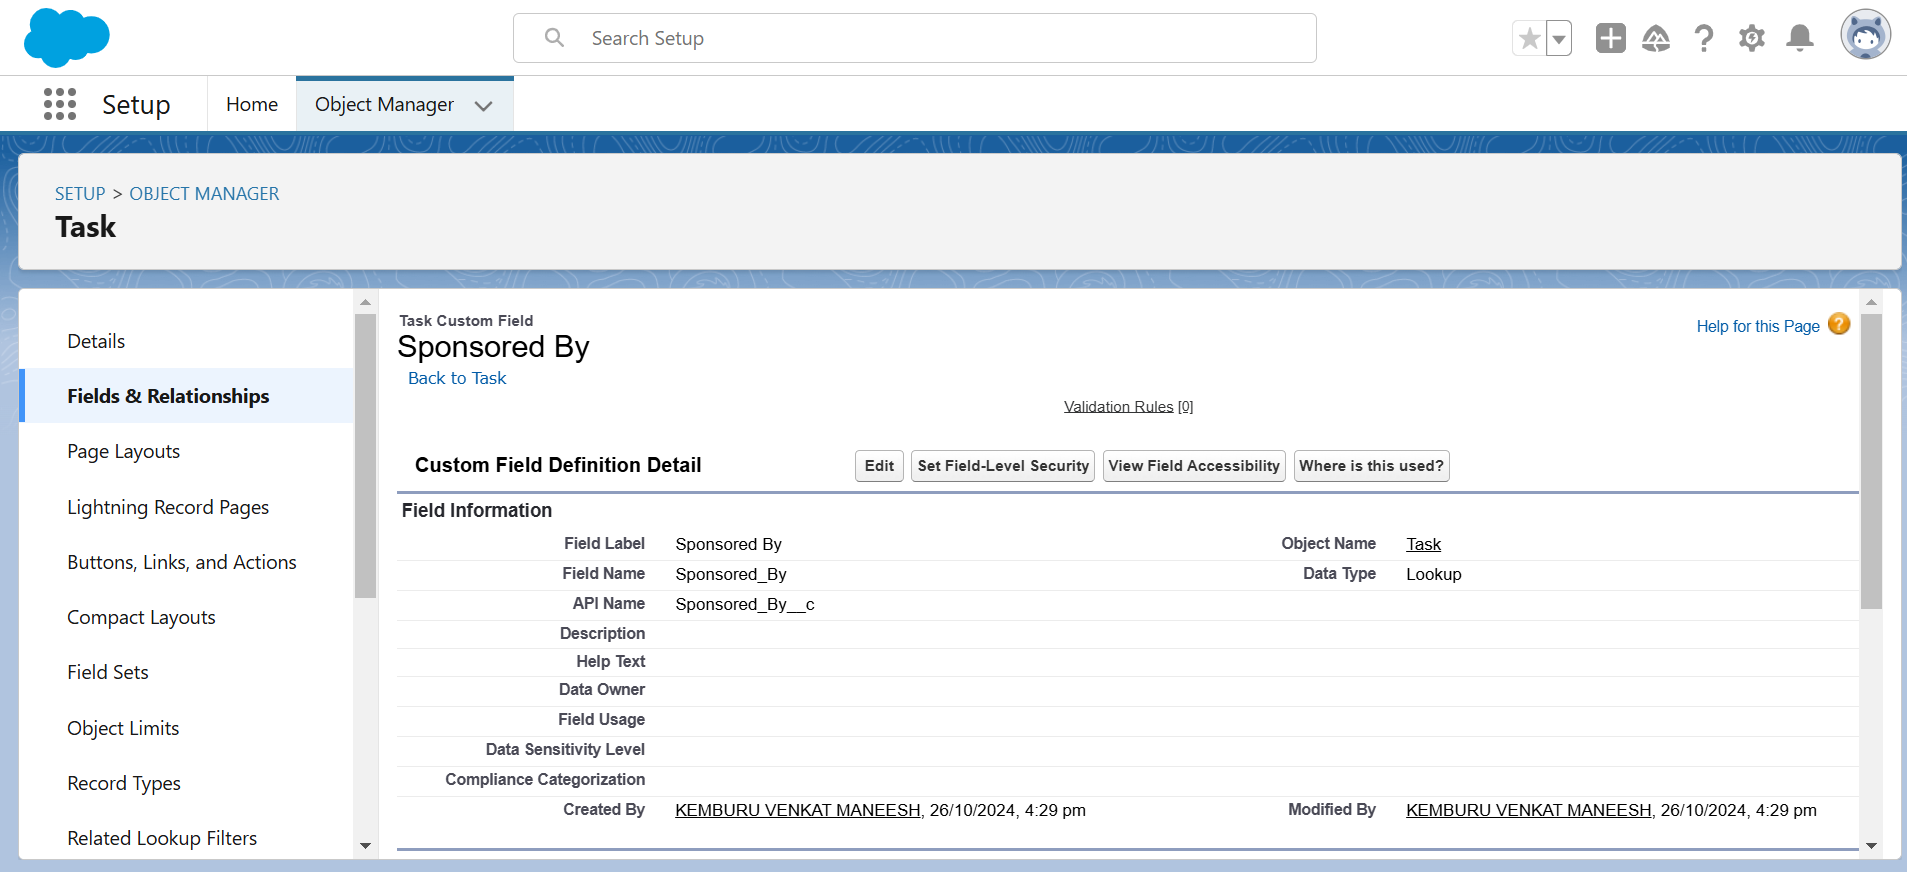 Search Setup
Setup
Home
Object Manager
SETUP > OBJECT MANAGER
Task
Details
Fields & Relationships
Page Layouts
Lightning Record Pages
Buttons, Links, and Actions
Compact Layouts
Field Sets
Object Limits
Record Types
Related Lookup Filters
Task Custom Field
Sponsored By
Back to Task
Help for this Page ?
Validation Rules [0]
Custom Field Definition Detail
Edit
Set Field-Level Security
View Field Accessibility
Where is this used?
Field Information
Field Label Sponsored By Object Name Task
Field Name Sponsored_By Data Type Lookup
API Name Sponsored_By__c
Description
Help Text
Data Owner
Field Usage
Data Sensitivity Level
Compliance Categorization
Created By KEMBURU VENKAT MANEESH, 26/10/2024, 4:29 pm Modified By KEMBURU VENKAT MANEESH, 26/10/2024, 4:29 pm